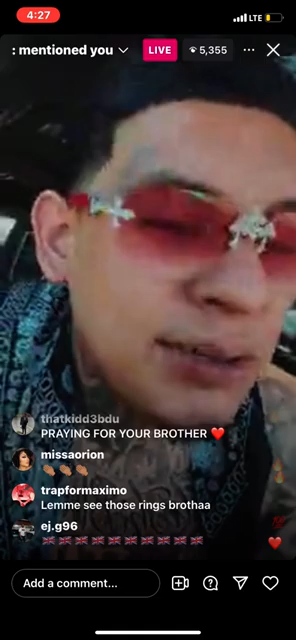 4:27
LTE
: mentioned you
LIVE
5,355
thatkidd3bdu
PRAYING FOR YOUR BROTHER ❤️
missaorion
👏🏽👏🏽👏🏽
trapformaximo
Lemme see those rings brothaa
ej.g96
🇬🇧🇬🇧🇬🇧🇬🇧🇬🇧🇬🇧🇬🇧🇬🇧🇬🇧🇬🇧
Add a comment...